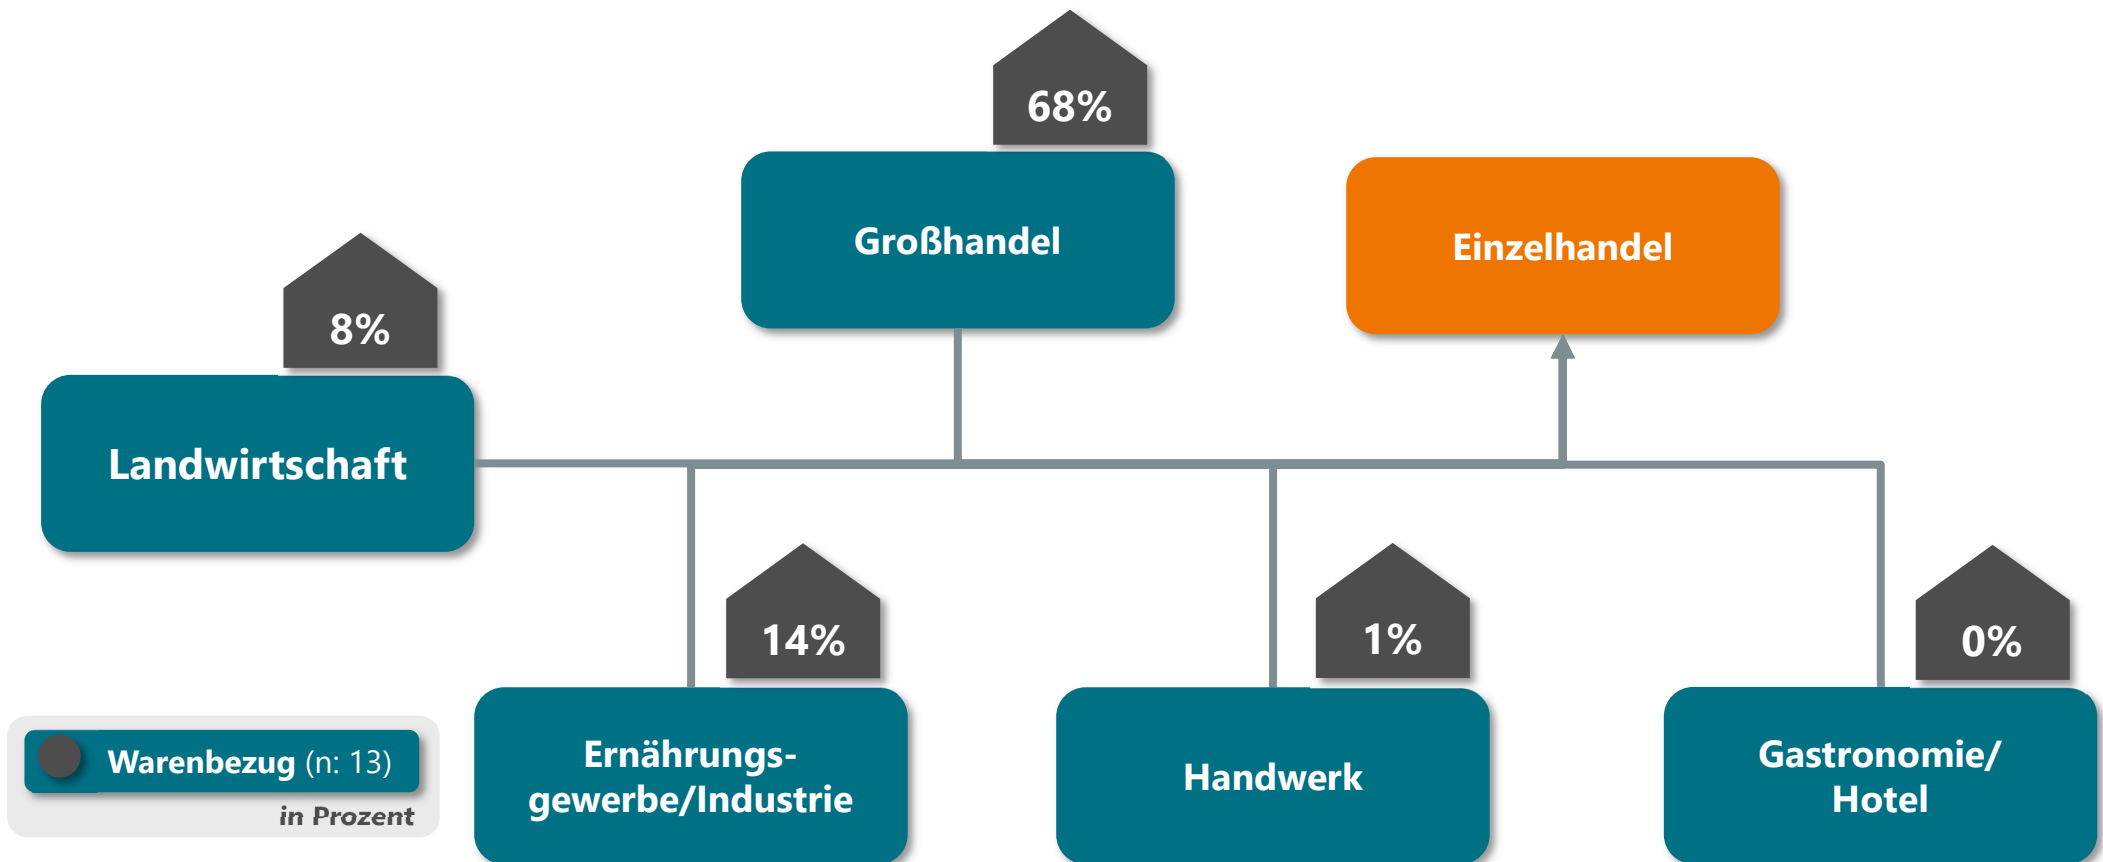 68%
Großhandel
Einzelhandel
8%
Landwirtschaft
14%
1%
0%
Ernährungs-
gewerbe/Industrie
Handwerk
Gastronomie/
Hotel
Warenbezug (n: 13)
in Prozent